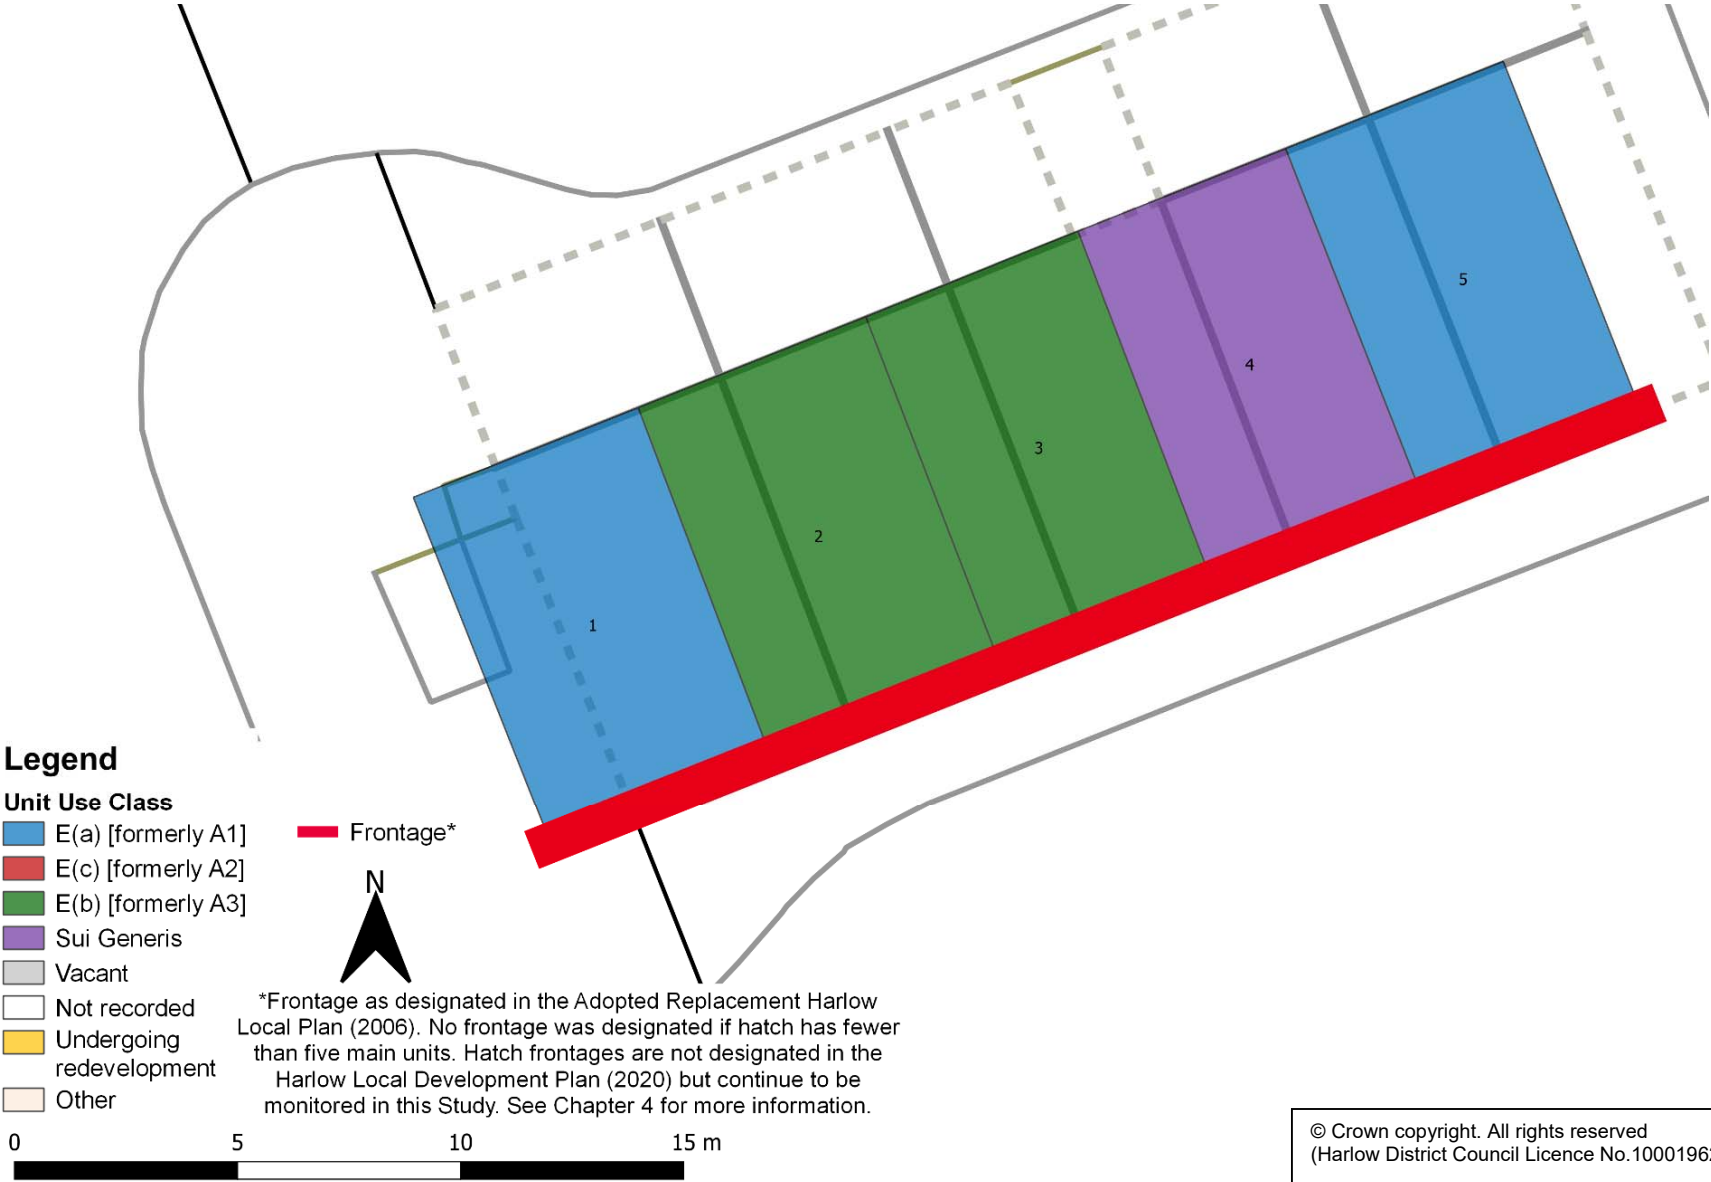 5
4
3
2
1
Legend
Unit Use Class
E(a) [formerly A1]
E(c) [formerly A2]
E(b) [formerly A3]
Sui Generis
Vacant
Not recorded
Undergoing
redevelopment
Other
Frontage*
N
*Frontage as designated in the Adopted Replacement Harlow
Local Plan (2006). No frontage was designated if hatch has fewer
than five main units. Hatch frontages are not designated in the
Harlow Local Development Plan (2020) but continue to be
monitored in this Study. See Chapter 4 for more information.
0 5 10 15 m
© Crown copyright. All rights reserved
(Harlow District Council Licence